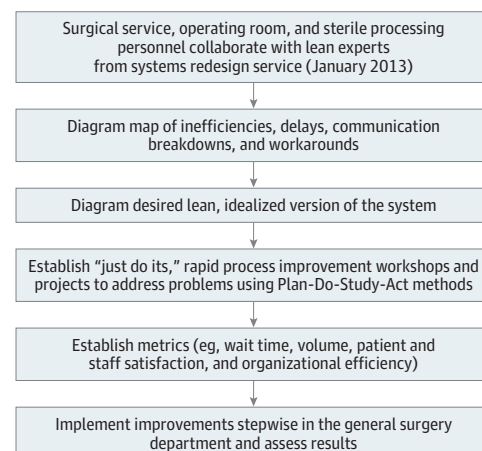 Surgical service, operating room, and sterile processing
personnel collaborate with lean experts
from systems redesign service (January 2013)
Diagram map of inefficiencies, delays, communication
breakdowns, and workarounds
Diagram desired lean, idealized version of the system
Establish “just do its,” rapid process improvement workshops and
projects to address problems using Plan-Do-Study-Act methods
Establish metrics (eg, wait time, volume, patient and
staff satisfaction, and organizational efficiency)
Implement improvements stepwise in the general surgery
department and assess results